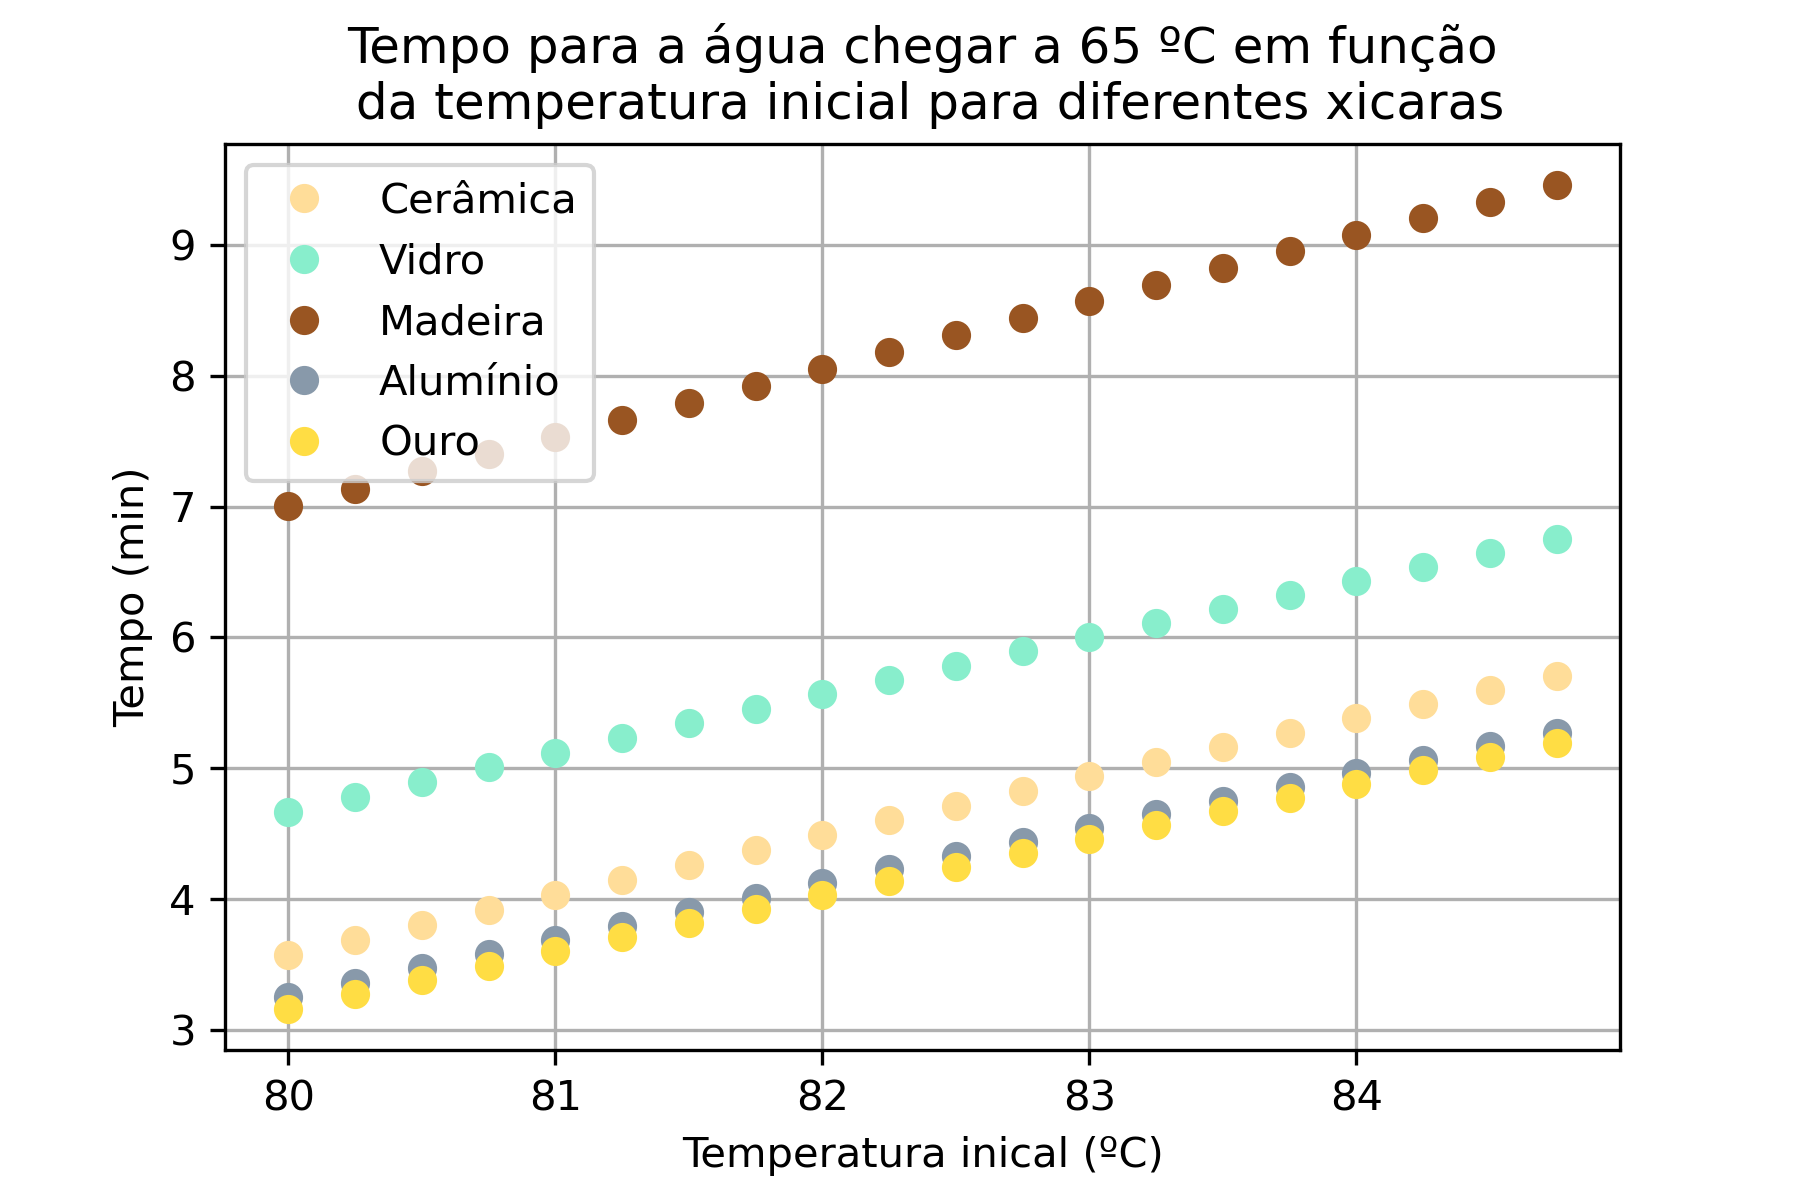 Tempo para a água chegar a 65 ºC em função
da temperatura inicial para diferentes xicaras
Cerâmica
Vidro
Madeira
Alumínio
Ouro
Tempo (min)
9
8
7
6
5
4
3
80 81 82 83 84
Temperatura inical (ºC)